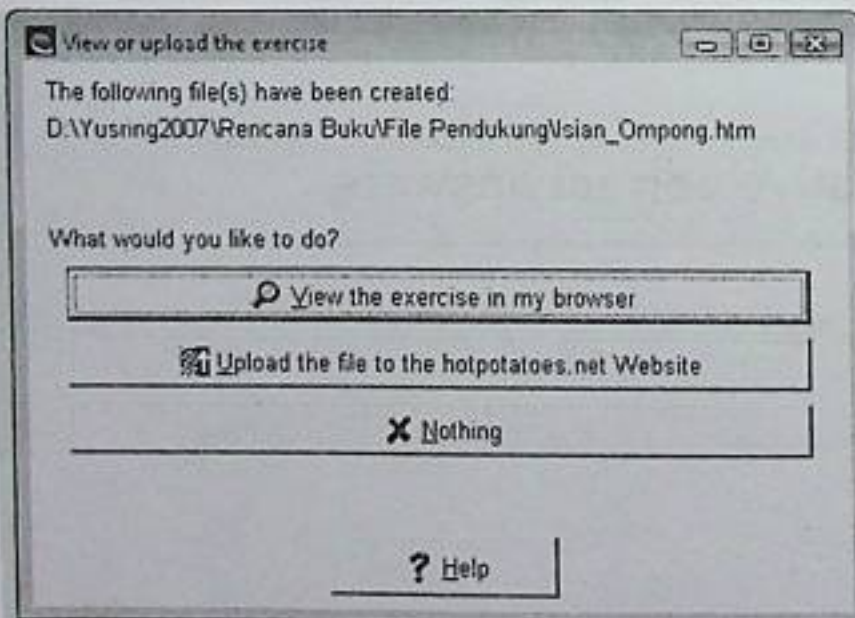 View or upload the exercise
The following file(s) have been created:
D:\Yusring2007\Rencana Buku\File Pendukung\Isian_Ompong.htm
What would you like to do?
View the exercise in my browser
Upload the file to the hotpotatoes.net Website
Nothing
? Help